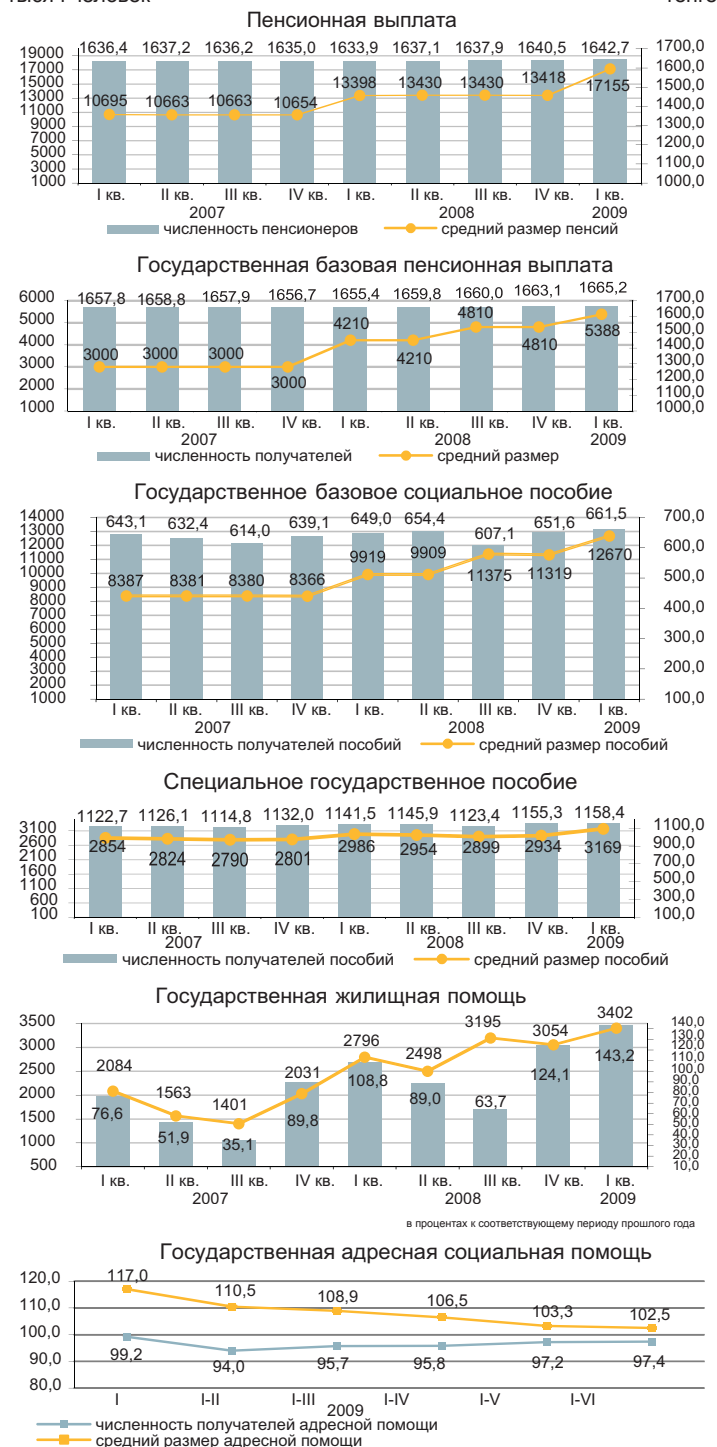 Пенсионная выплата
19000 1636,4 1637,2 1636,2 1635,0 1633,9 1637,1 1637,9 1640,5 1642,7 1700,0
17000 1600,0
15000 13398 13430 13430 13418 17155 1500,0
13000 10695 10663 10663 10654 1400,0
11000 1300,0
9000 1200,0
7000 1100,0
5000 1000,0
3000
1000
I кв. II кв. III кв. IV кв. I кв. II кв. III кв. IV кв. I кв.
2007 2008 2009
численность пенсионеров средний размер пенсий
Государственная базовая пенсионная выплата
6000 1657,8 1658,8 1657,9 1656,7 1655,4 1659,8 1660,0 1663,1 1665,2 1700,0
5000 4210 4810 5388 1600,0
4000 4210 4810 1500,0
3000 3000 3000 3000 1400,0
2000 3000 1300,0
1000 1200,0
1100,0
1000,0
I кв. II кв. III кв. IV кв. I кв. II кв. III кв. IV кв. I кв.
2007 2008 2009
численность получателей средний размер
Государственное базовое социальное пособие
14000 643,1 632,4 614,0 639,1 649,0 654,4 607,1 651,6 661,5 700,0
13000 600,0
12000 9919 9909 12670 500,0
11000 11375 11319 400,0
10000 8387 8381 8380 8366 300,0
9000 200,0
8000 100,0
7000
6000
5000
4000
3000
2000
1000
I кв. II кв. III кв. IV кв. I кв. II кв. III кв. IV кв. I кв.
2007 2008 2009
численность получателей пособий средний размер пособий
Специальное государственное пособие
1122,7 1126,1 1114,8 1132,0 1141,5 1145,9 1123,4 1155,3 1158,4
3100 1100,0
2600 2854 2824 2790 2801 2986 2954 2899 2934 3169 900,0
2100 700,0
1600 500,0
1100 300,0
600 100,0
100
I кв. II кв. III кв. IV кв. I кв. II кв. III кв. IV кв. I кв.
2007 2008 2009
численность получателей пособий средний размер пособий
Государственная жилищная помощь
3500 2084 1563 1401 2031 2796 2498 3195 3054 3402 140,0
3000 76,6 51,9 35,1 89,8 108,8 89,0 63,7 124,1 143,2 130,0
2500 120,0
2000 110,0
1500 100,0
1000 90,0
500 80,0
70,0
60,0
50,0
40,0
30,0
20,0
10,0
I кв. II кв. III кв. IV кв. I кв. II кв. III кв. IV кв. I кв.
2007 2008 2009
в процентах к соответствующему периоду прошлого года
Государственная адресная социальная помощь
120,0 117,0 110,5 108,9 106,5 103,3 102,5
110,0
100,0
90,0 99,2 94,0 95,7 95,8 97,2 97,4
80,0
I I-II I-III I-IV I-V I-VI
2009
численность получателей адресной помощи
средний размер адресной помощи